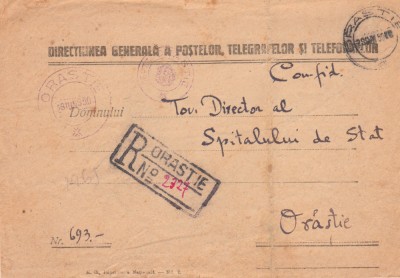 DIRECȚIUNEA GENERALĂ A POȘTELOR, TELEGRAFELOR ȘI TELEFOANELOR
ORĂȘTIE
Confid.
Domnului
Tov. Director al
Spitalului de Stat
R ORĂȘTIE
No 2727
Orăștie
Nr. 693.-